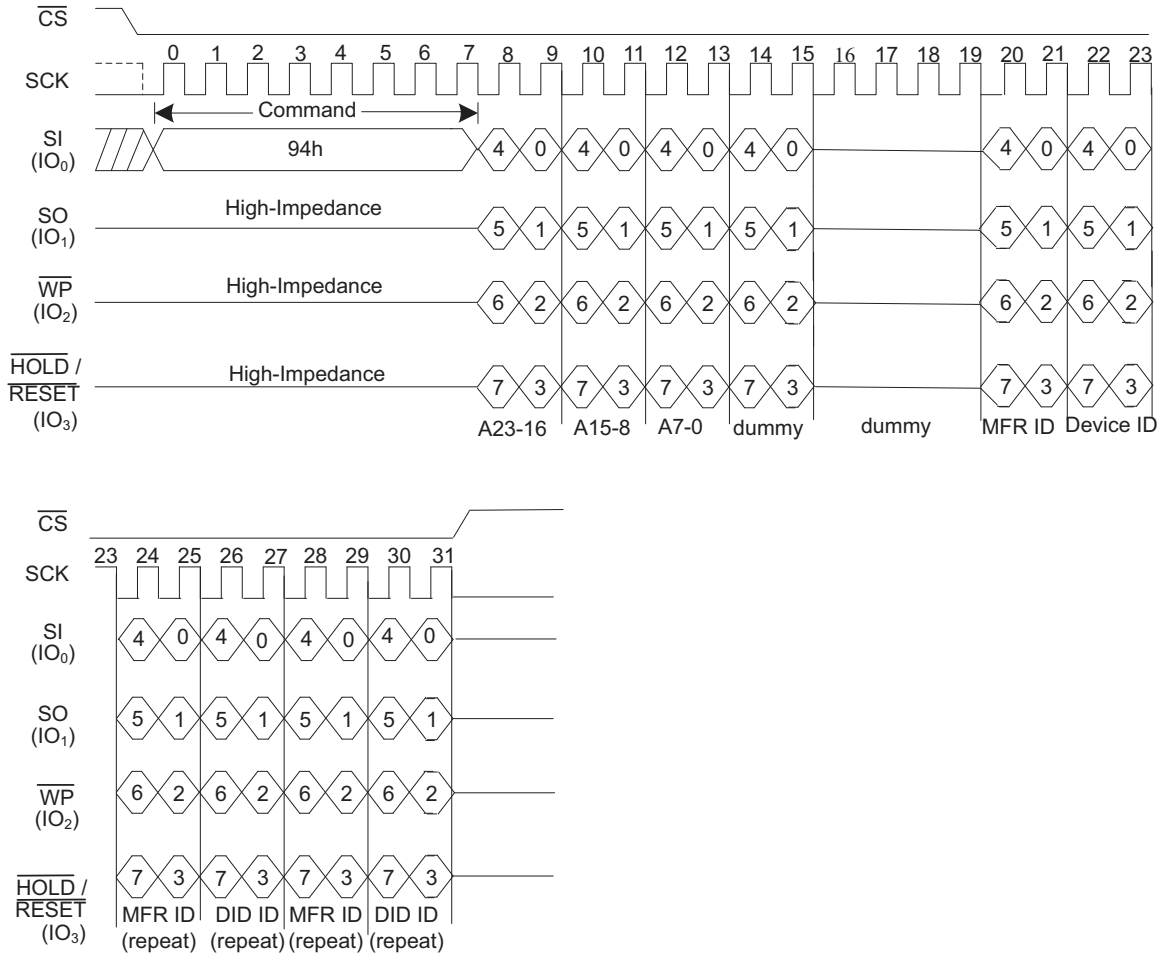 CS
0 1 2 3 4 5 6 7 8 9 10 11 12 13 14 15 16 17 18 19 20 21 22 23
SCK
Command
SI
(IO0)
94h
4 0 4 0 4 0 4 0 4 0 4 0
High-Impedance
SO
(IO1)
5 1 5 1 5 1 5 1 5 1 5 1
High-Impedance
WP
(IO2)
6 2 6 2 6 2 6 2 6 2 6 2
High-Impedance
HOLD /
RESET
(IO3)
7 3 7 3 7 3 7 3 7 3 7 3
A23-16 A15-8 A7-0 dummy dummy MFR ID Device ID
CS
23 24 25 26 27 28 29 30 31
SCK
SI
(IO0)
4 0 4 0 4 0 4 0
SO
(IO1)
5 1 5 1 5 1 5 1
WP
(IO2)
6 2 6 2 6 2 6 2
HOLD /
RESET
(IO3)
7 3 7 3 7 3 7 3
MFR ID DID ID MFR ID DID ID
(repeat) (repeat) (repeat) (repeat)